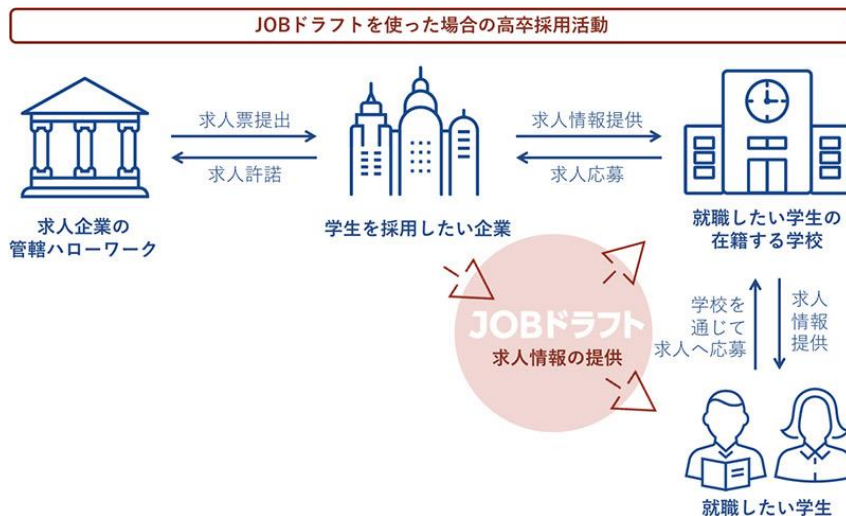 JOBドラフトを使った場合の高卒採用活動
求人票提出
求人許諾
求人情報提供
求人応募
求人企業の
管轄ハローワーク
学生を採用したい企業
就職したい学生の
在籍する学校
JOBドラフト
求人情報の提供
学校を
通じて
求人へ応募
求人
情報
提供
就職したい学生